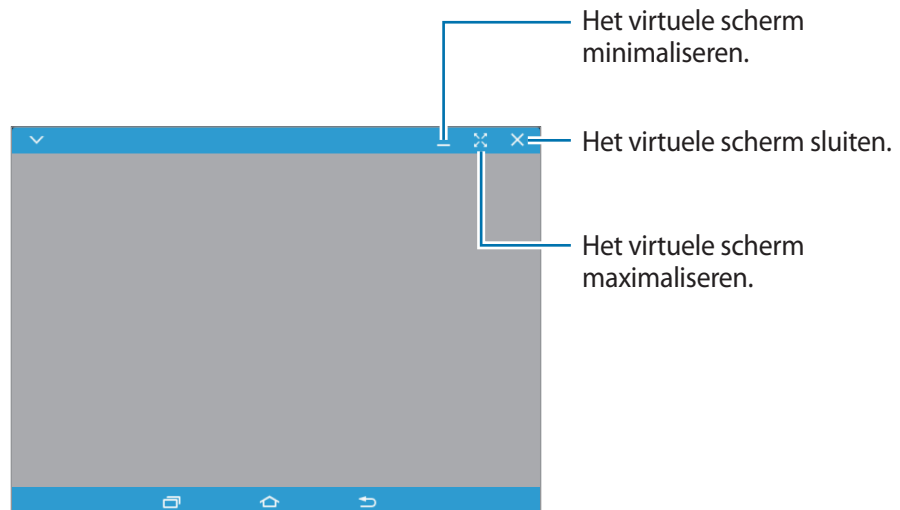 Het virtuele scherm
minimaliseren.
Het virtuele scherm sluiten.
Het virtuele scherm
maximaliseren.